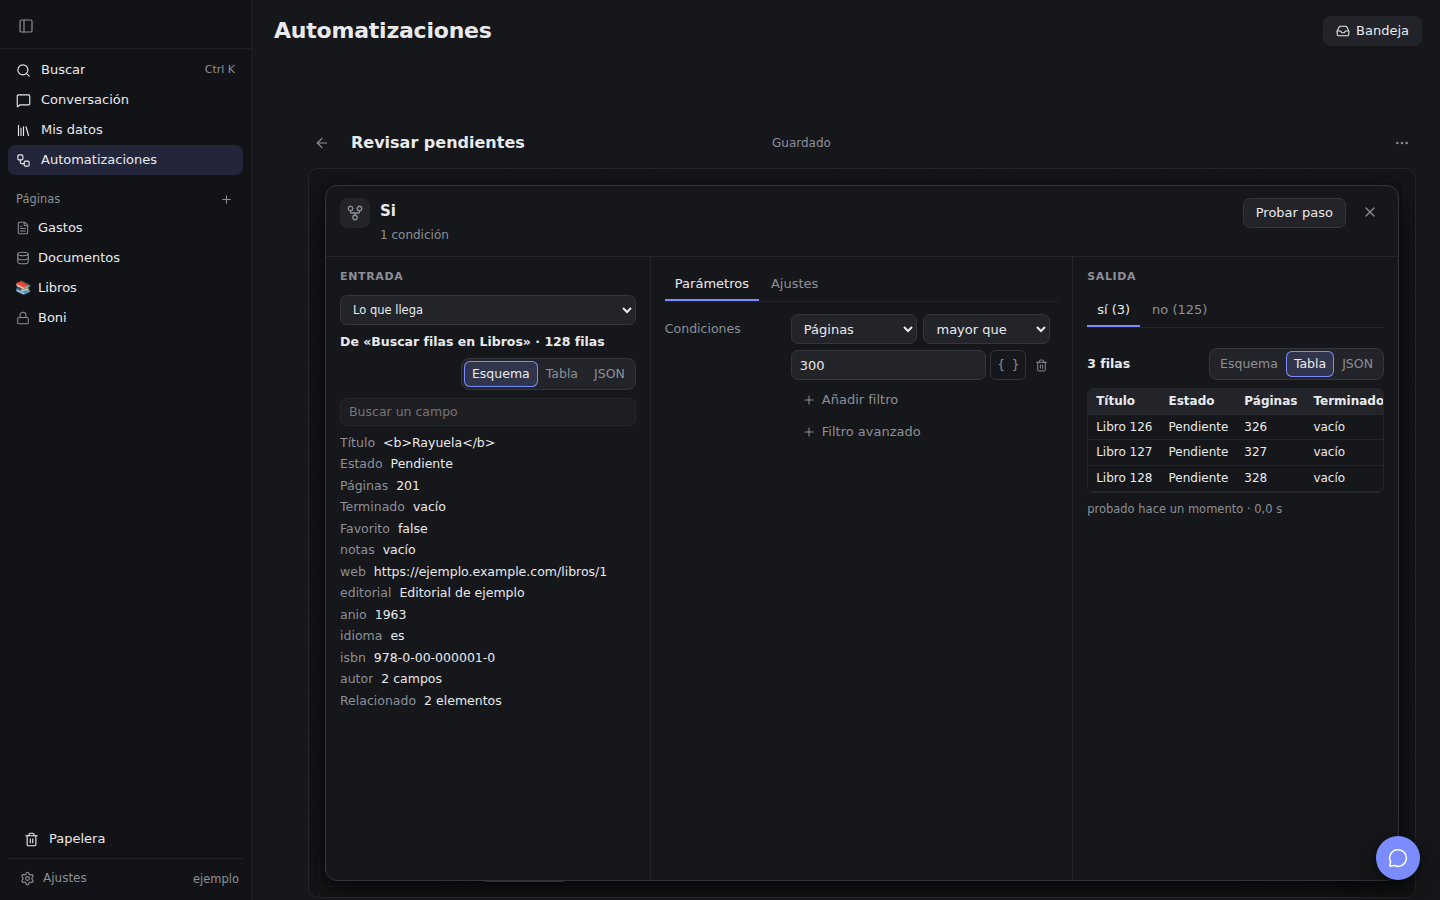 Automatizaciones
Bandeja
Buscar
Ctrl K
Conversación
Mis datos
Automatizaciones
Páginas
Gastos
Documentos
Libros
Boni
Papelera
Ajustes
ejemplo
Revisar pendientes
Guardado
Si
1 condición
Probar paso
ENTRADA
Lo que llega
De «Buscar filas en Libros» · 128 filas
Esquema Tabla JSON
Buscar un campo
Título <b>Rayuela</b>
Estado Pendiente
Páginas 201
Terminado vacío
Favorito false
notas vacío
web https://ejemplo.example.com/libros/1
editorial Editorial de ejemplo
anio 1963
idioma es
isbn 978-0-00-000001-0
autor 2 campos
Relacionado 2 elementos
Parámetros Ajustes
Condiciones
Páginas
mayor que
300
{ }
Añadir filtro
Filtro avanzado
SALIDA
sí (3) no (125)
3 filas
Esquema Tabla JSON
Título Estado Páginas Terminado
Libro 126 Pendiente 326 vacío
Libro 127 Pendiente 327 vacío
Libro 128 Pendiente 328 vacío
probado hace un momento · 0,0 s